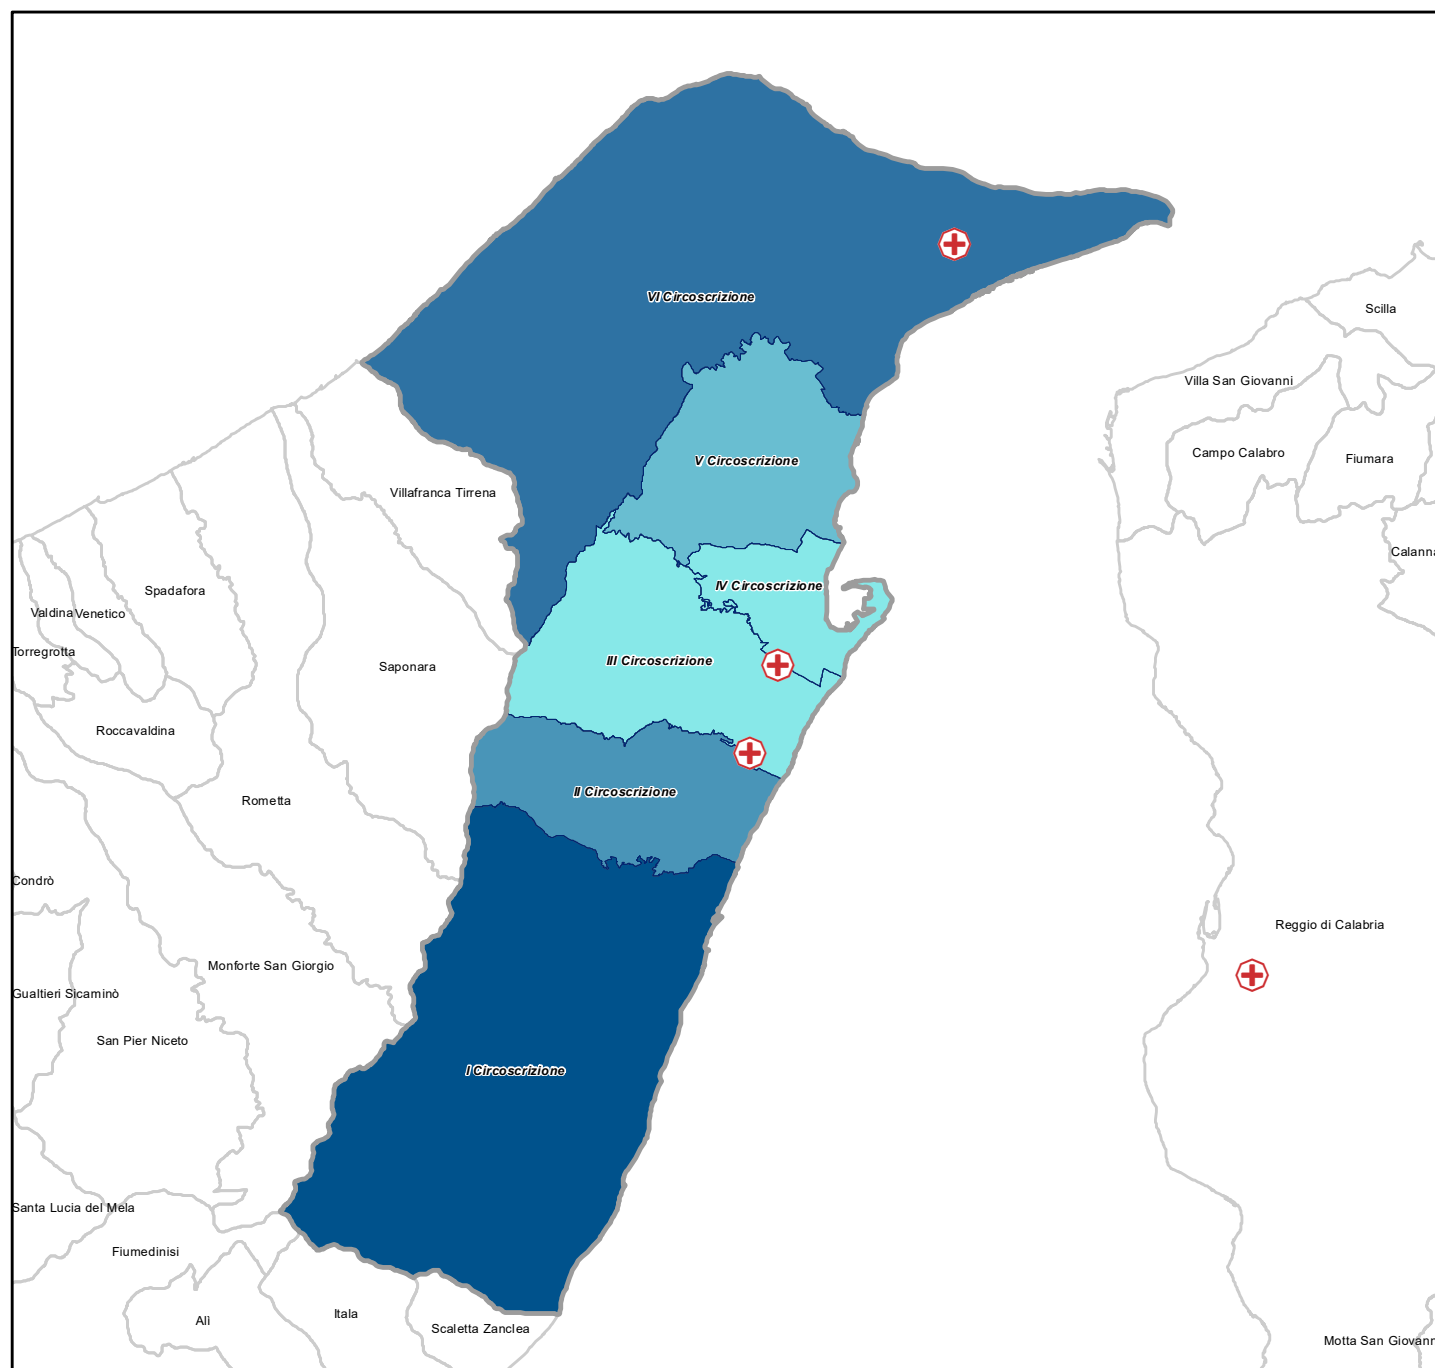 VI Circoscrizione
Scilla
Villa San Giovanni
Campo Calabro
Fiumara
V Circoscrizione
Villafranca Tirrena
Calanna
IV Circoscrizione
Spadafora
Valdina
Venetico
Torregrotta
III Circoscrizione
Saponara
Roccavaldina
II Circoscrizione
Rometta
Condrò
Reggio di Calabria
Monforte San Giorgio
Gualtieri Sicaminò
San Pier Niceto
I Circoscrizione
Santa Lucia del Mela
Fiumedinisi
Itala
Alì
Scaletta Zanclea
Motta San Giovann